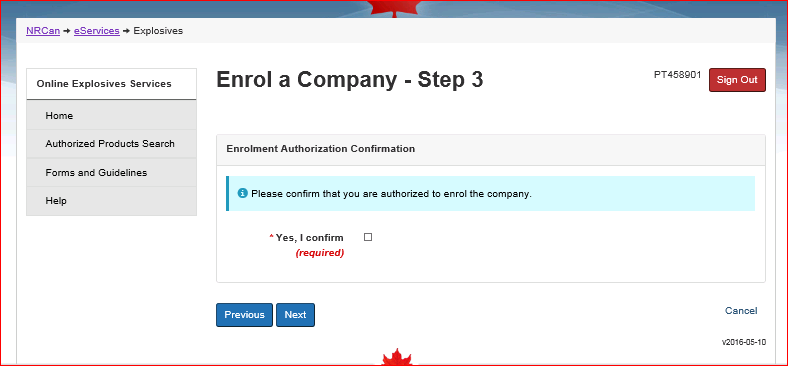 NRCan → eServices → Explosives
Online Explosives Services
Home
Authorized Products Search
Forms and Guidelines
Help
Enrol a Company - Step 3
PT458901
Sign Out
Enrolment Authorization Confirmation
Please confirm that you are authorized to enrol the company.
* Yes, I confirm
(required)
Previous
Next
Cancel
v2016-05-10